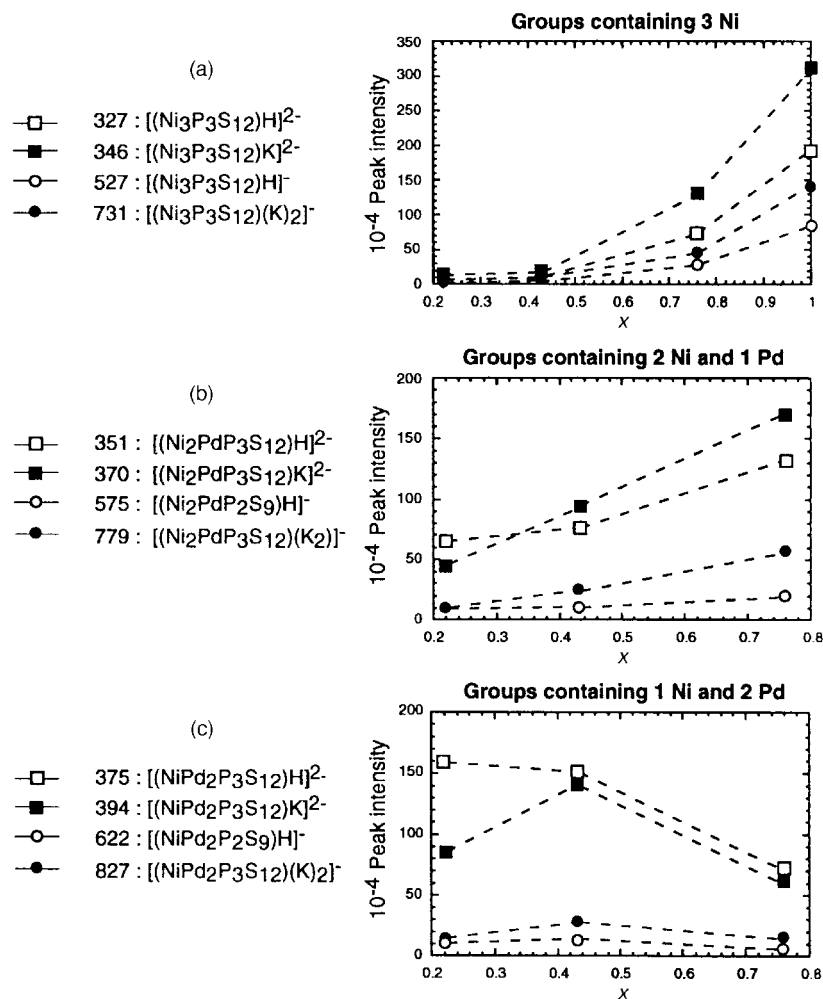 Groups containing 3 Ni
(a)
327 : [(Ni3P3S12)H]2-
346 : [(Ni3P3S12)K]2-
527 : [(Ni3P3S12)H]-
731 : [(Ni3P3S12)(K)2]-
10-4 Peak intensity
350
300
250
200
150
100
50
0
0.2 0.3 0.4 0.5 0.6 0.7 0.8 0.9 1
X
Groups containing 2 Ni and 1 Pd
(b)
351 : [(Ni2PdP3S12)H]2-
370 : [(Ni2PdP3S12)K]2-
575 : [(Ni2PdP2S9)H]-
779 : [(Ni2PdP3S12)(K2)]-
10-4 Peak intensity
200
150
100
50
0
0.2 0.3 0.4 0.5 0.6 0.7 0.8
X
Groups containing 1 Ni and 2 Pd
(c)
375 : [(NiPd2P3S12)H]2-
394 : [(NiPd2P3S12)K]2-
622 : [(NiPd2P2S9)H]-
827 : [(NiPd2P3S12)(K)2]-
10-4 Peak intensity
200
150
100
50
0
0.2 0.3 0.4 0.5 0.6 0.7 0.8
X